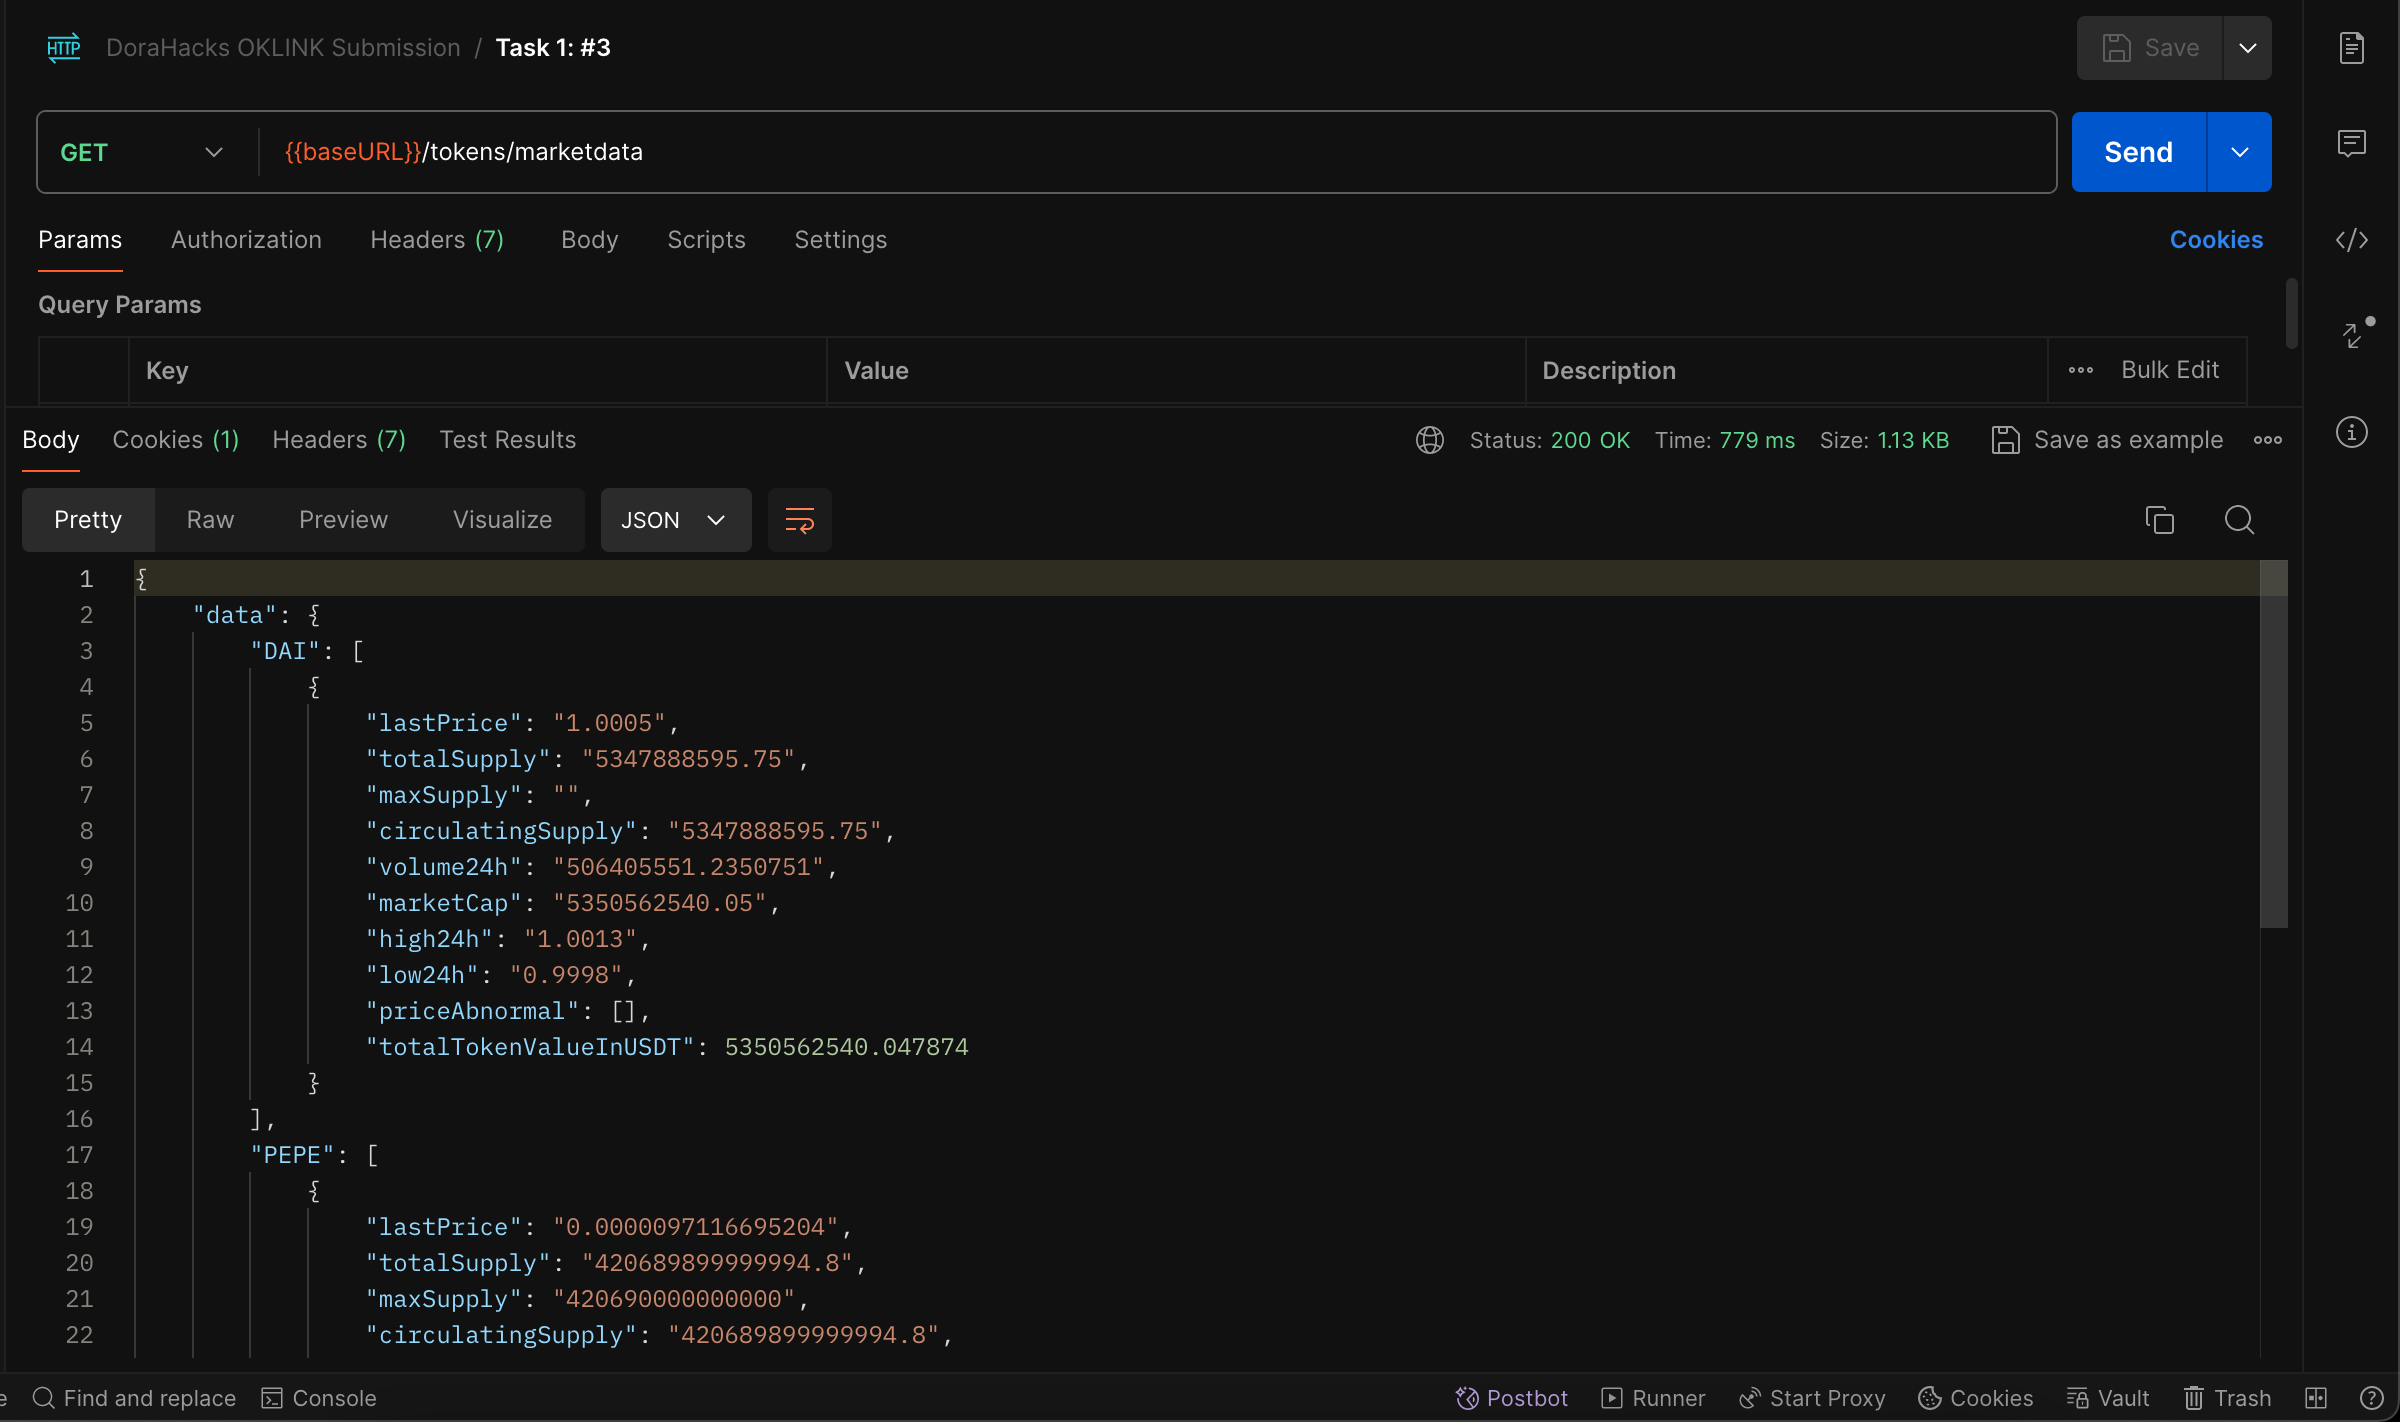 HTTP DoraHacks OKLINK Submission / Task 1: #3 Save
GET {{baseURL}}/tokens/marketdata Send
Params Authorization Headers (7) Body Scripts Settings Cookies
Query Params
Key Value Description Bulk Edit
Body Cookies (1) Headers (7) Test Results Status: 200 OK Time: 779 ms Size: 1.13 KB Save as example
Pretty Raw Preview Visualize JSON
1 {
2 "data": {
3 "DAI": [
4 {
5 "lastPrice": "1.0005",
6 "totalSupply": "5347888595.75",
7 "maxSupply": "",
8 "circulatingSupply": "5347888595.75",
9 "volume24h": "506405551.2350751",
10 "marketCap": "5350562540.05",
11 "high24h": "1.0013",
12 "low24h": "0.9998",
13 "priceAbnormal": [],
14 "totalTokenValueInUSDT": 5350562540.047874
15 }
16 ],
17 "PEPE": [
18 {
19 "lastPrice": "0.0000097116695204",
20 "totalSupply": "420689899999994.8",
21 "maxSupply": "420690000000000",
22 "circulatingSupply": "420689899999994.8",
e Find and replace Console Postbot Runner Start Proxy Cookies Vault Trash